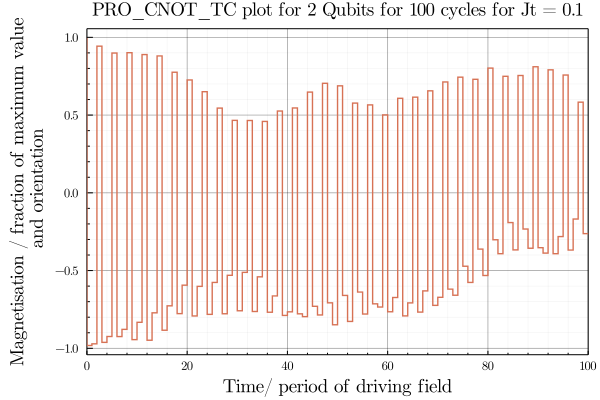 PRO_CNOT_TC plot for 2 Qubits for 100 cycles for Jt = 0.1
Magnetisation / fraction of maximum value
and orientation
1.0
0.5
0.0
−0.5
−1.0
0
20
40
60
80
100
Time/ period of driving field